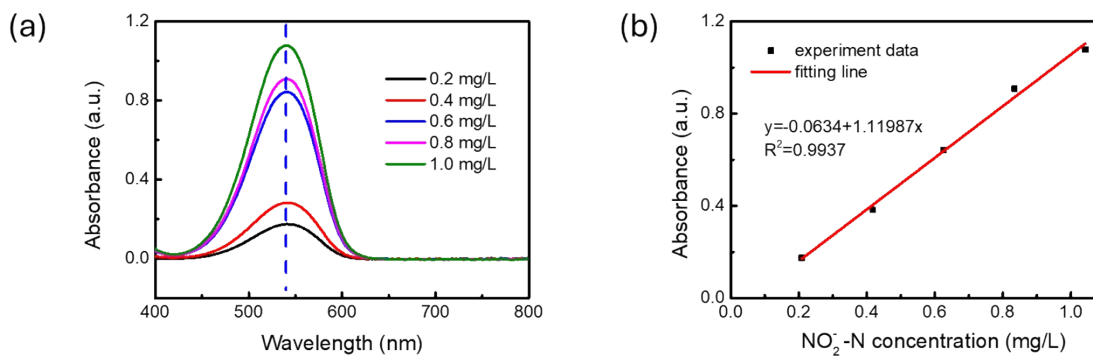 (a)
1.2
0.8
0.4
0.0
Absorbance (a.u.)
0.2 mg/L
0.4 mg/L
0.6 mg/L
0.8 mg/L
1.0 mg/L
400 500 600 700 800
Wavelength (nm)
(b)
1.2
0.8
0.4
0.0
Absorbance (a.u.)
experiment data
fitting line
y=-0.0634+1.11987x
R²=0.9937
0.0 0.2 0.4 0.6 0.8 1.0
NO₂⁻-N concentration (mg/L)